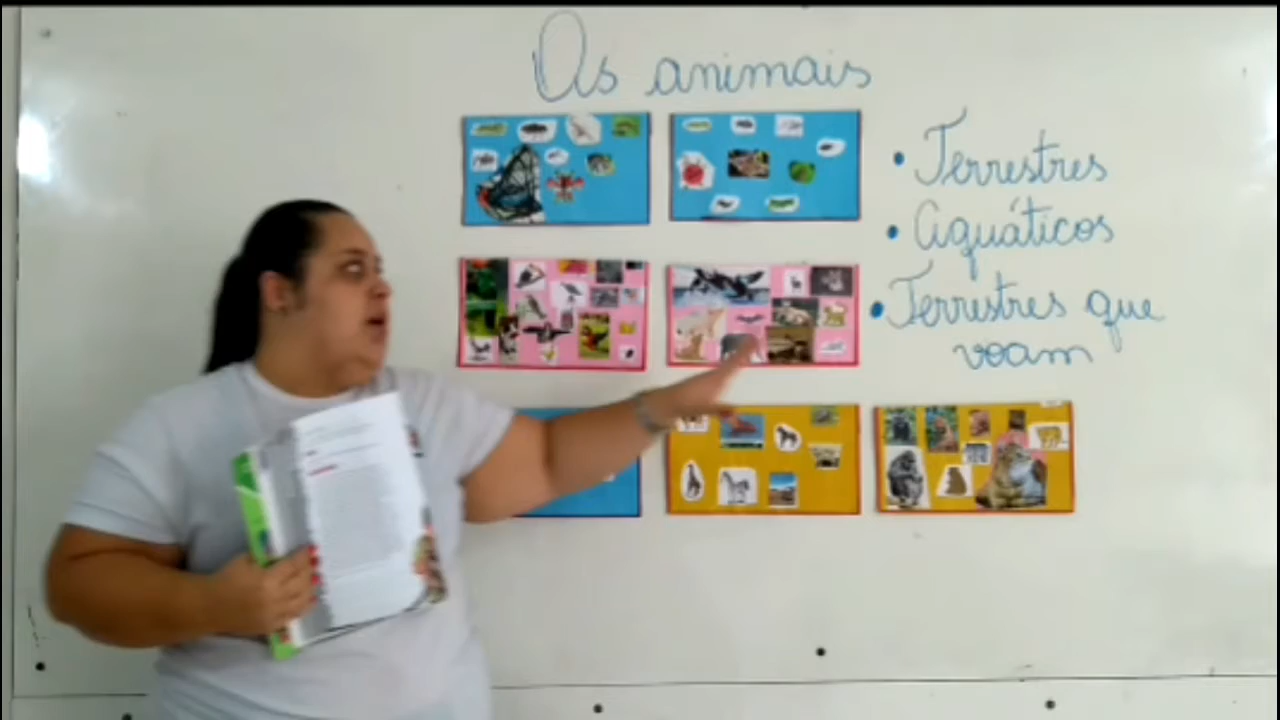 Os animais
• Terrestres
• Aquáticos
• Terrestres que
voam